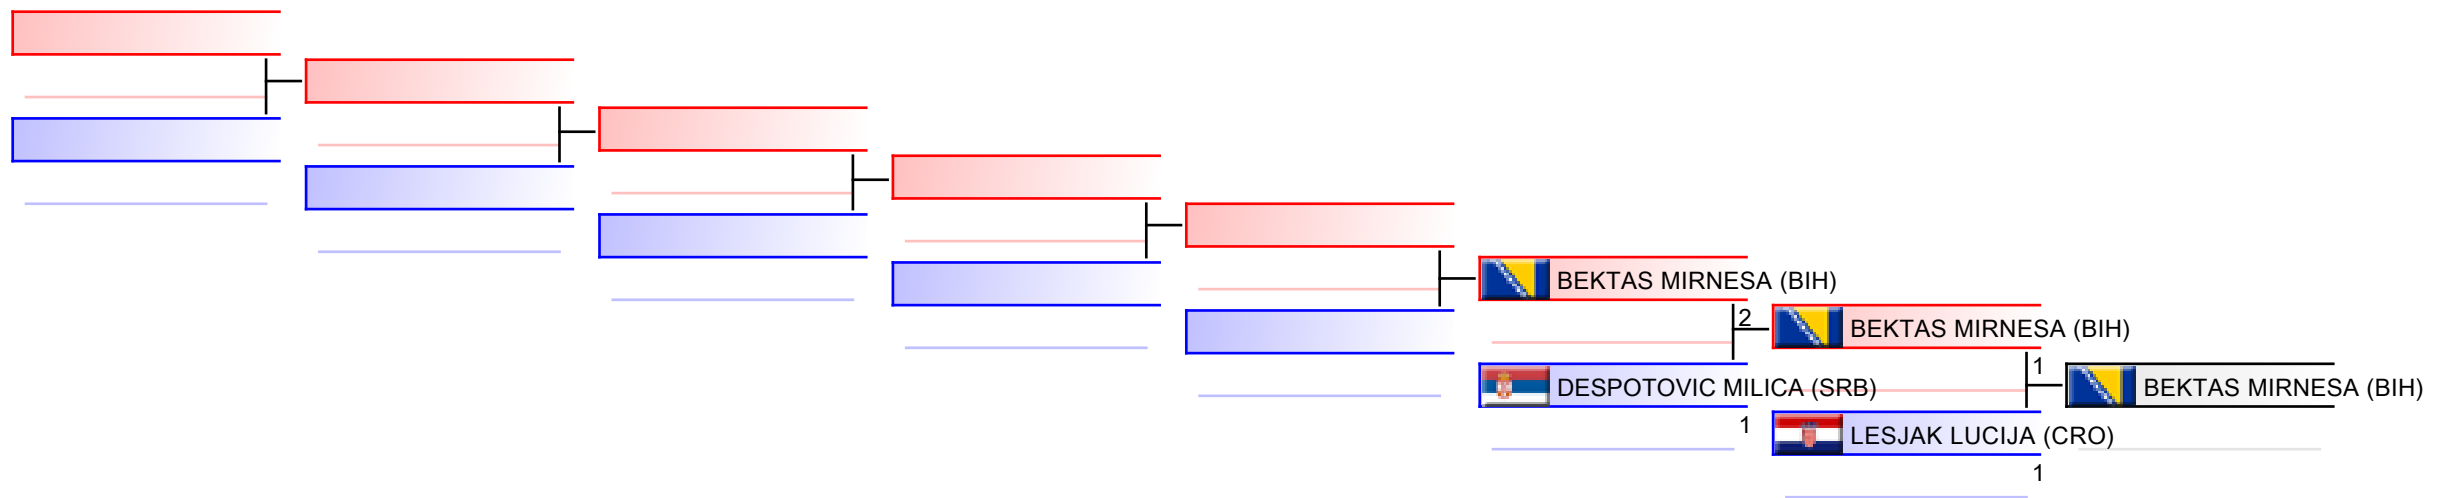 BEKTAS MIRNESA (BIH)
2
BEKTAS MIRNESA (BIH)
DESPOTOVIC MILICA (SRB)
1
BEKTAS MIRNESA (BIH)
1
LESJAK LUCIJA (CRO)
1